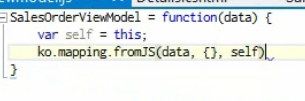 SalesOrderViewModel = function(data) {
var self = this;
ko.mapping.fromJS(data, {}, self)
}